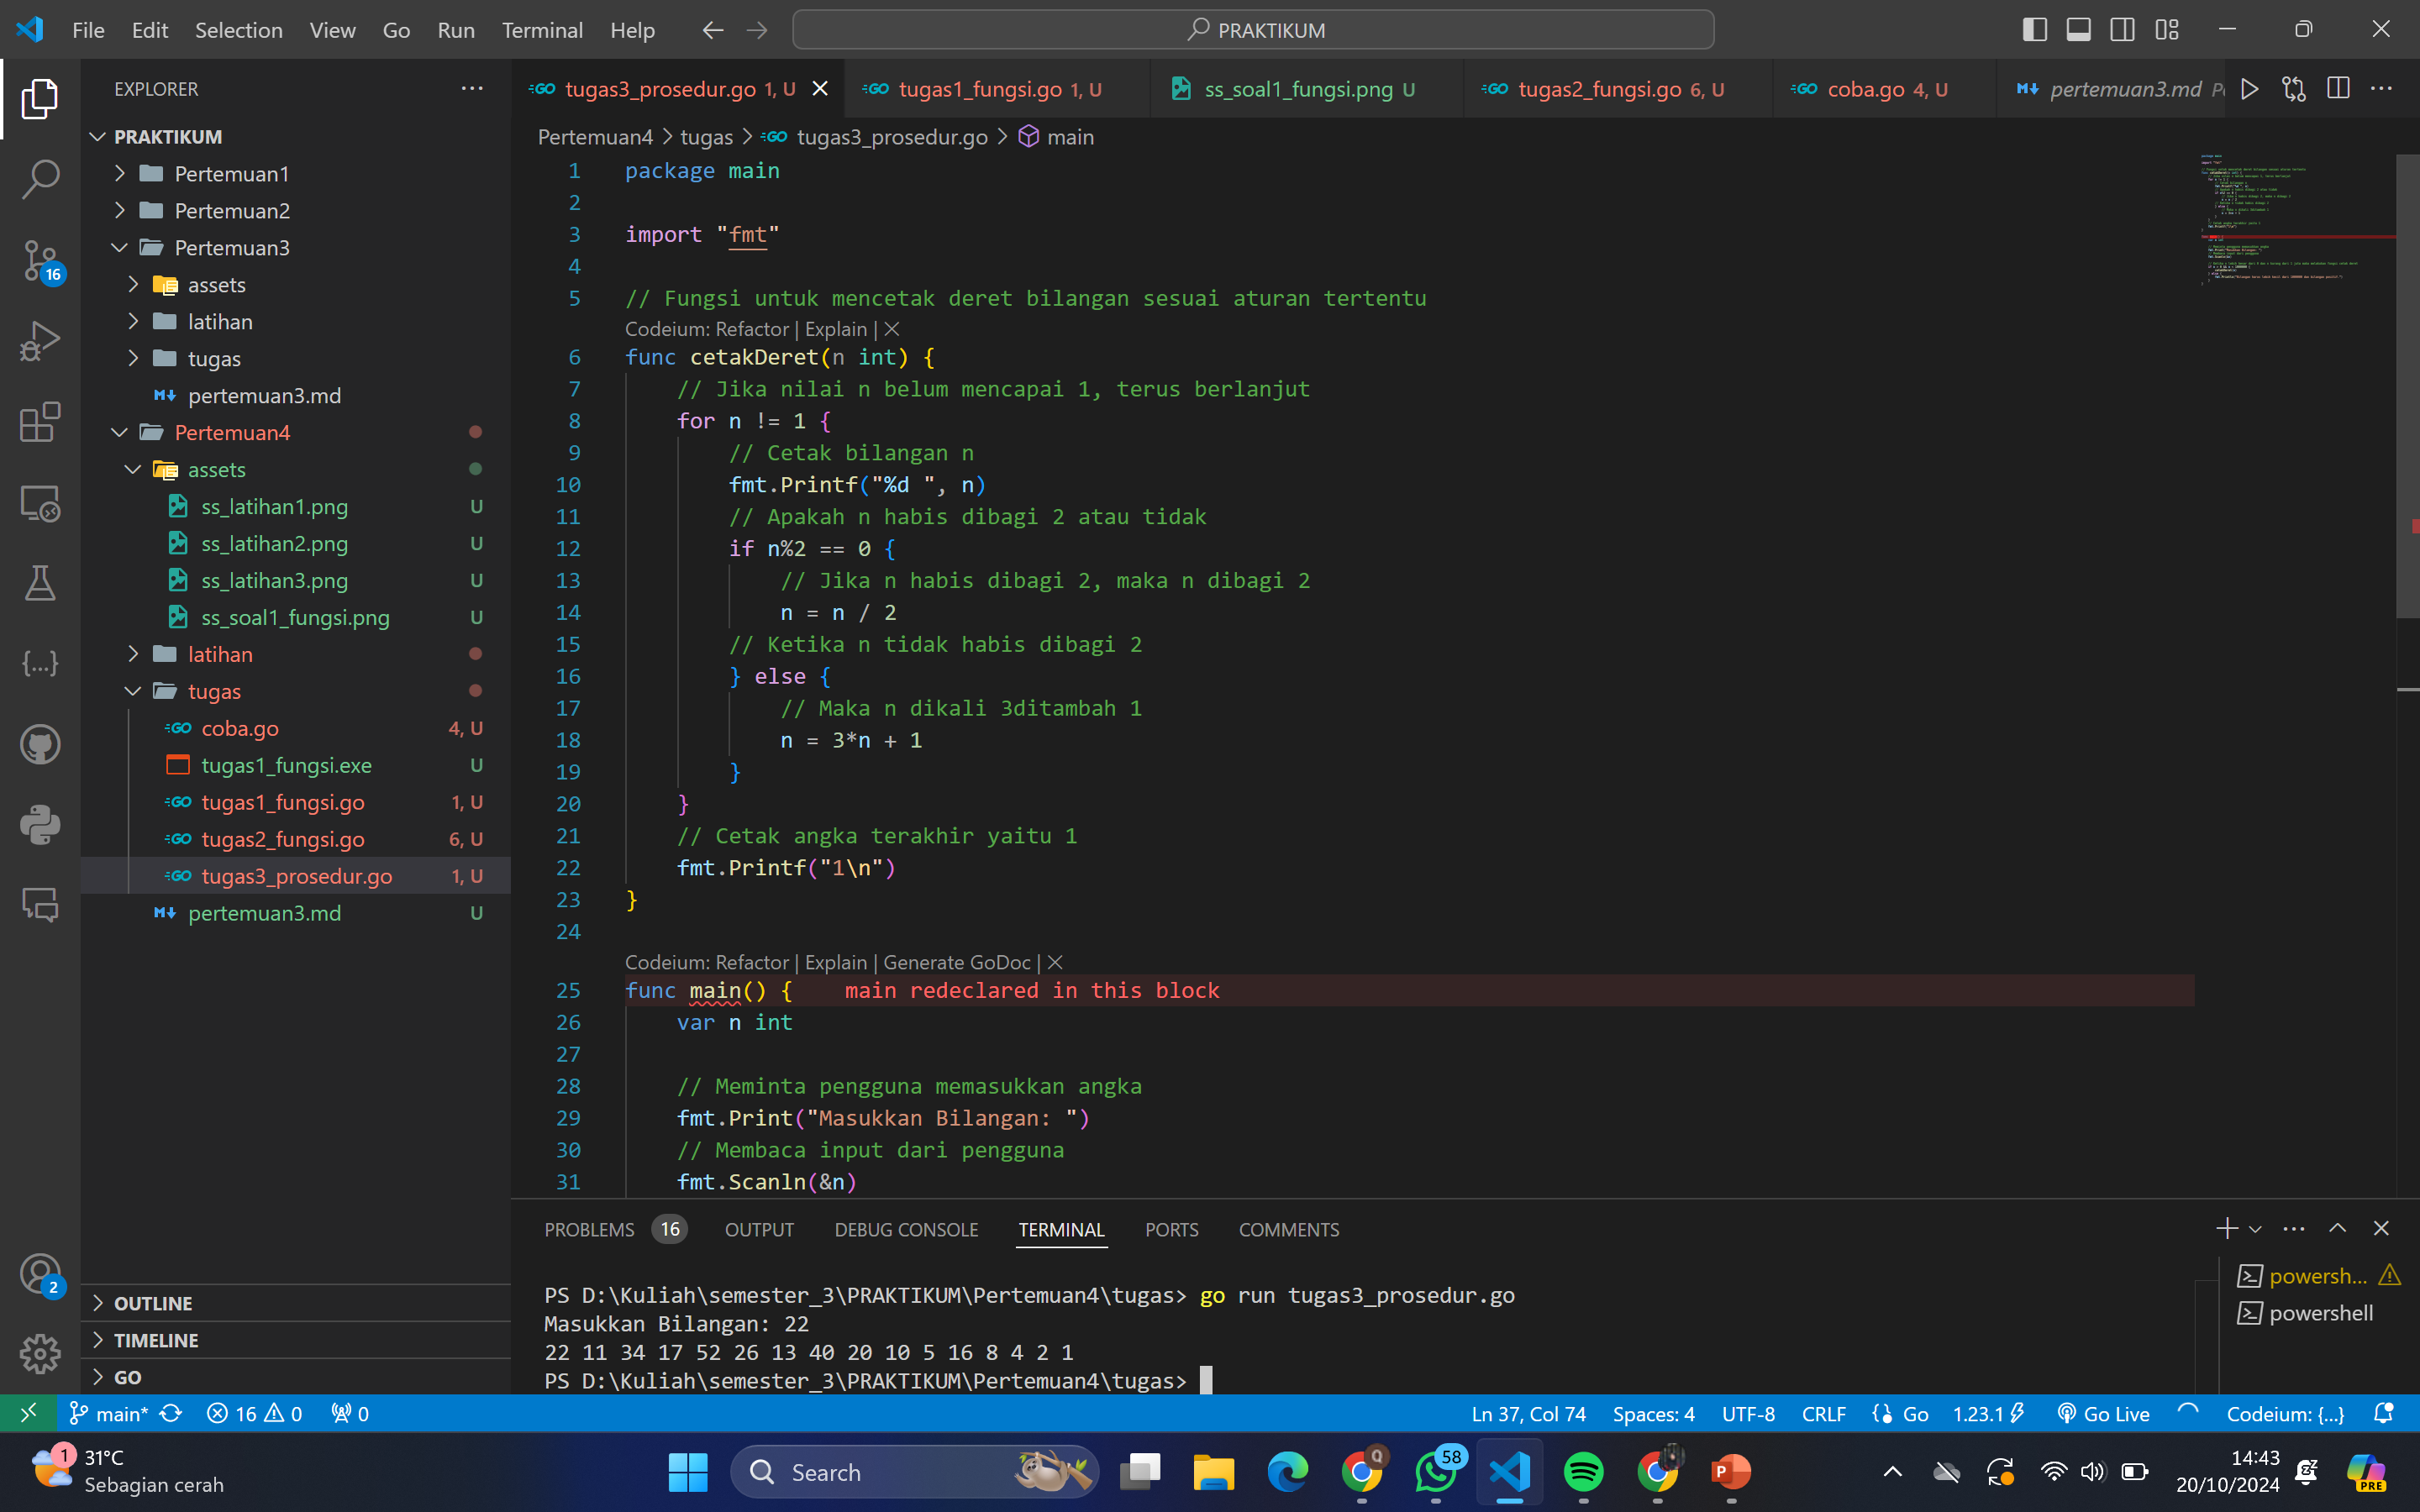 File Edit Selection View Go Run Terminal Help
PRAKTIKUM
EXPLORER
PRAKTIKUM
Pertemuan1
Pertemuan2
Pertemuan3
assets
latihan
tugas
pertemuan3.md
Pertemuan4
assets
ss_latihan1.png U
ss_latihan2.png U
ss_latihan3.png U
ss_soal1_fungsi.png U
latihan
tugas
coba.go 4, U
tugas1_fungsi.exe U
tugas1_fungsi.go 1, U
tugas2_fungsi.go 6, U
tugas3_prosedur.go 1, U
pertemuan3.md U
OUTLINE
TIMELINE
GO
16
2
tugas3_prosedur.go 1, U
tugas1_fungsi.go 1, U
ss_soal1_fungsi.png U
tugas2_fungsi.go 6, U
coba.go 4, U
pertemuan3.md
Pertemuan4 > tugas > tugas3_prosedur.go > main
1 package main
2
3 import "fmt"
4
5 // Fungsi untuk mencetak deret bilangan sesuai aturan tertentu
Codeium: Refactor | Explain | ×
6 func cetakDeret(n int) {
7 // Jika nilai n belum mencapai 1, terus berlanjut
8 for n != 1 {
9 // Cetak bilangan n
10 fmt.Printf("%d ", n)
11 // Apakah n habis dibagi 2 atau tidak
12 if n%2 == 0 {
13 // Jika n habis dibagi 2, maka n dibagi 2
14 n = n / 2
15 // Ketika n tidak habis dibagi 2
16 } else {
17 // Maka n dikali 3ditambah 1
18 n = 3*n + 1
19 }
20 }
21 // Cetak angka terakhir yaitu 1
22 fmt.Printf("1\n")
23 }
24
Codeium: Refactor | Explain | Generate GoDoc | ×
25 func main() { main redeclared in this block
26 var n int
27
28 // Meminta pengguna memasukkan angka
29 fmt.Print("Masukkan Bilangan: ")
30 // Membaca input dari pengguna
31 fmt.Scanln(&n)
PROBLEMS 16 OUTPUT DEBUG CONSOLE TERMINAL PORTS COMMENTS
PS D:\Kuliah\semester_3\PRAKTIKUM\Pertemuan4\tugas> go run tugas3_prosedur.go
Masukkan Bilangan: 22
22 11 34 17 52 26 13 40 20 10 5 16 8 4 2 1
PS D:\Kuliah\semester_3\PRAKTIKUM\Pertemuan4\tugas>
powersh...
powershell
main* 16 0 0
Ln 37, Col 74 Spaces: 4 UTF-8 CRLF Go 1.23.1 Go Live Codeium: {...}
1
31°C
Sebagian cerah
Search
Q
58
14:43
20/10/2024
PRE